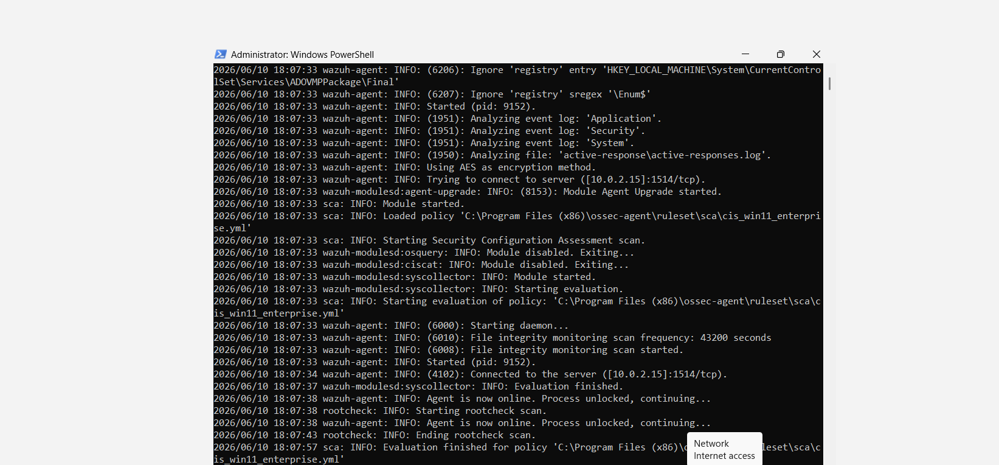 Administrator: Windows PowerShell
2026/06/10 18:07:33 wazuh-agent: INFO: (6206): Ignore 'registry' entry 'HKEY_LOCAL_MACHINE\System\CurrentContro
lSet\Services\ADOVMPPackage\Final'
2026/06/10 18:07:33 wazuh-agent: INFO: (6207): Ignore 'registry' sregex '\Enum$'
2026/06/10 18:07:33 wazuh-agent: INFO: Started (pid: 9152).
2026/06/10 18:07:33 wazuh-agent: INFO: (1951): Analyzing event log: 'Application'.
2026/06/10 18:07:33 wazuh-agent: INFO: (1951): Analyzing event log: 'Security'.
2026/06/10 18:07:33 wazuh-agent: INFO: (1951): Analyzing event log: 'System'.
2026/06/10 18:07:33 wazuh-agent: INFO: (1950): Analyzing file: 'active-response\active-responses.log'.
2026/06/10 18:07:33 wazuh-agent: INFO: Using AES as encryption method.
2026/06/10 18:07:33 wazuh-agent: INFO: Trying to connect to server ([10.0.2.15]:1514/tcp).
2026/06/10 18:07:33 wazuh-modulesd:agent-upgrade: INFO: (8153): Module Agent Upgrade started.
2026/06/10 18:07:33 sca: INFO: Module started.
2026/06/10 18:07:33 sca: INFO: Loaded policy 'C:\Program Files (x86)\ossec-agent\ruleset\sca\cis_win11_enterpri
se.yml'
2026/06/10 18:07:33 sca: INFO: Starting Security Configuration Assessment scan.
2026/06/10 18:07:33 wazuh-modulesd:osquery: INFO: Module disabled. Exiting...
2026/06/10 18:07:33 wazuh-modulesd:ciscat: INFO: Module disabled. Exiting...
2026/06/10 18:07:33 wazuh-modulesd:syscollector: INFO: Module started.
2026/06/10 18:07:33 wazuh-modulesd:syscollector: INFO: Starting evaluation.
2026/06/10 18:07:33 sca: INFO: Starting evaluation of policy: 'C:\Program Files (x86)\ossec-agent\ruleset\sca\c
is_win11_enterprise.yml'
2026/06/10 18:07:33 wazuh-agent: INFO: (6000): Starting daemon...
2026/06/10 18:07:33 wazuh-agent: INFO: (6010): File integrity monitoring scan frequency: 43200 seconds
2026/06/10 18:07:33 wazuh-agent: INFO: (6008): File integrity monitoring scan started.
2026/06/10 18:07:33 wazuh-agent: INFO: Started (pid: 9152).
2026/06/10 18:07:34 wazuh-agent: INFO: (4102): Connected to the server ([10.0.2.15]:1514/tcp).
2026/06/10 18:07:37 wazuh-modulesd:syscollector: INFO: Evaluation finished.
2026/06/10 18:07:38 wazuh-agent: INFO: Agent is now online. Process unlocked, continuing...
2026/06/10 18:07:38 rootcheck: INFO: Starting rootcheck scan.
2026/06/10 18:07:38 wazuh-agent: INFO: Agent is now online. Process unlocked, continuing...
2026/06/10 18:07:43 rootcheck: INFO: Ending rootcheck scan.
2026/06/10 18:07:57 sca: INFO: Evaluation finished for policy 'C:\Program Files (x86)\ leset\sca\c
is_win11_enterprise.yml'
Network
Internet access